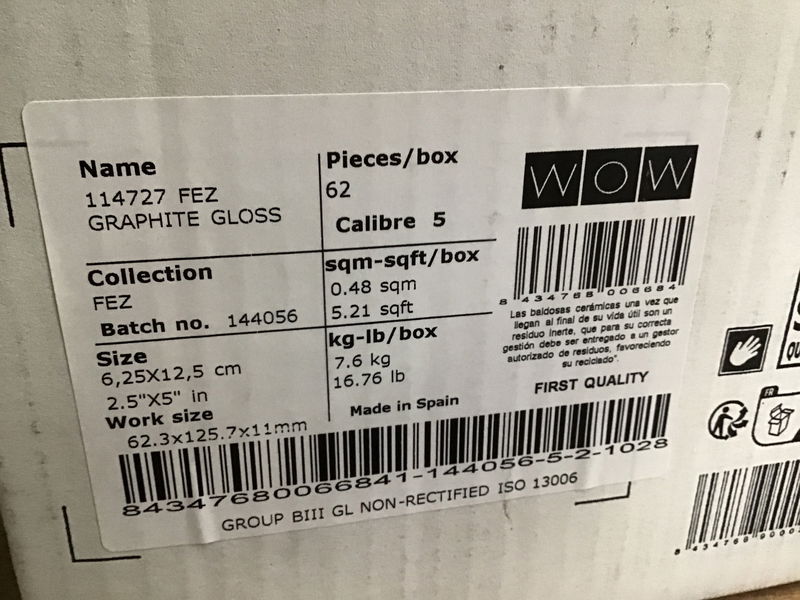 Name
114727 FEZ
GRAPHITE GLOSS
Pieces/box
62
Calibre 5
Collection
FEZ
Batch no. 144056
sqm-sqft/box
0.48 sqm
5.21 sqft
Size
6,25X12,5 cm
2.5"X5" in
Work size
62.3x125.7x11mm
kg-lb/box
7.6 kg
16.76 lb
Made in Spain
WOW
8 434768 006684
Las baldosas cerámicas una vez que
llegan al final de su vida útil son un
residuo inerte, que para su correcta
gestión debe ser entregado a un gestor
autorizado de residuos, favoreciendo
su reciclado".
FIRST QUALITY
84347680066841-144056-5-2-1028
GROUP BIII GL NON-RECTIFIED ISO 13006
FR